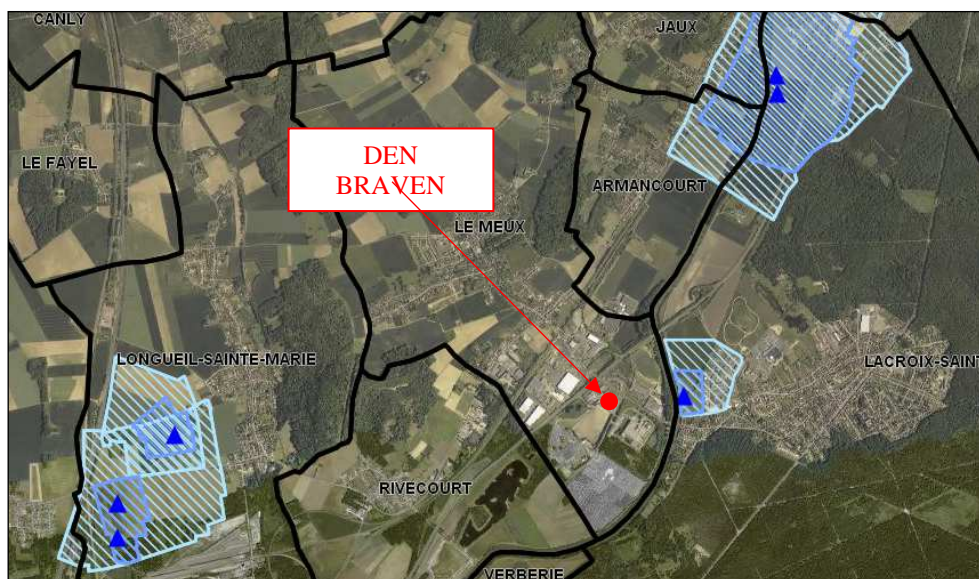 CANLY
JAUX
DEN
BRAVEN
LE FAYEL
ARMANCOURT
LE MEUX
LONGUEIL-SAINTE-MARIE
LACROIX-SAINT
RIVECOURT
VERBERIE